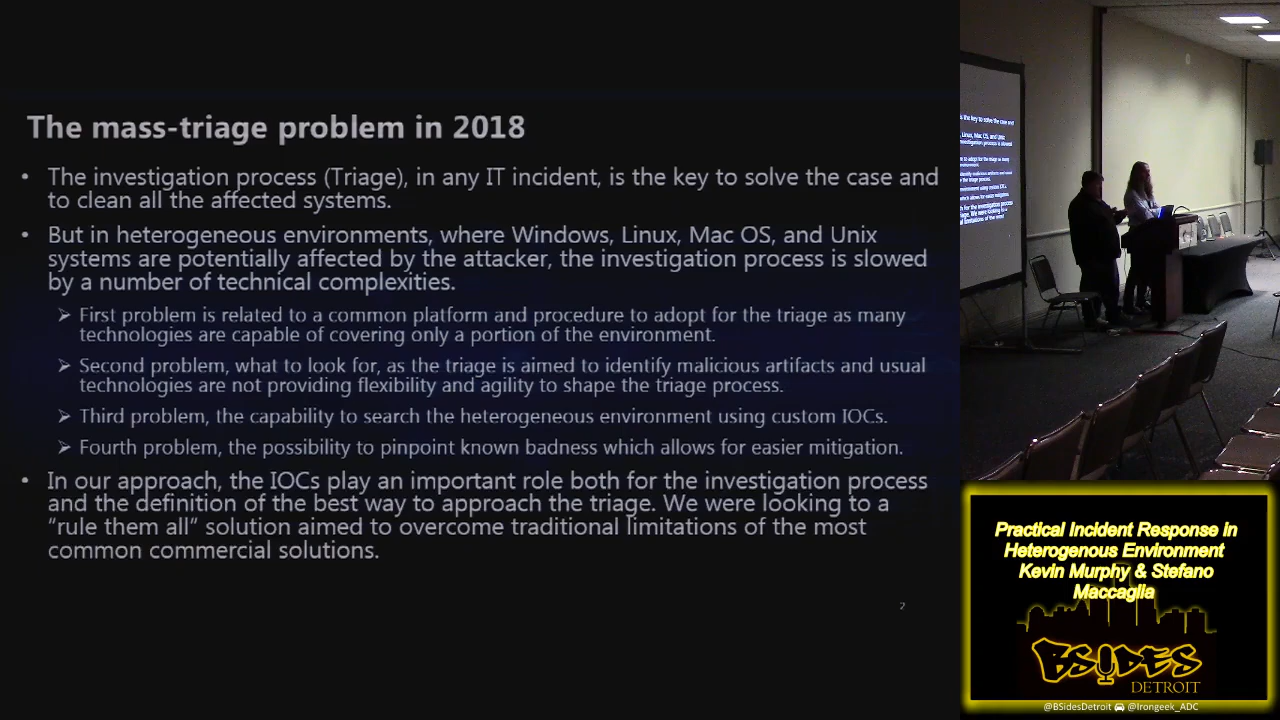 The mass-triage problem in 2018
• The investigation process (Triage), in any IT incident, is the key to solve the case and
to clean all the affected systems.
• But in heterogeneous environments, where Windows, Linux, Mac OS, and Unix
systems are potentially affected by the attacker, the investigation process is slowed
by a number of technical complexities.
➢ First problem is related to a common platform and procedure to adopt for the triage as many
technologies are capable of covering only a portion of the environment.
➢ Second problem, what to look for, as the triage is aimed to identify malicious artifacts and usual
technologies are not providing flexibility and agility to shape the triage process.
➢ Third problem, the capability to search the heterogeneous environment using custom IOCs.
➢ Fourth problem, the possibility to pinpoint known badness which allows for easier mitigation.
• In our approach, the IOCs play an important role both for the investigation process
and the definition of the best way to approach the triage. We were looking to a
“rule them all” solution aimed to overcome traditional limitations of the most
common commercial solutions.
7
Practical Incident Response in
Heterogenous Environment
Kevin Murphy & Stefano
Maccaglia
BSIDES
DETROIT
@BSidesDetroit @Irongeek_ADC